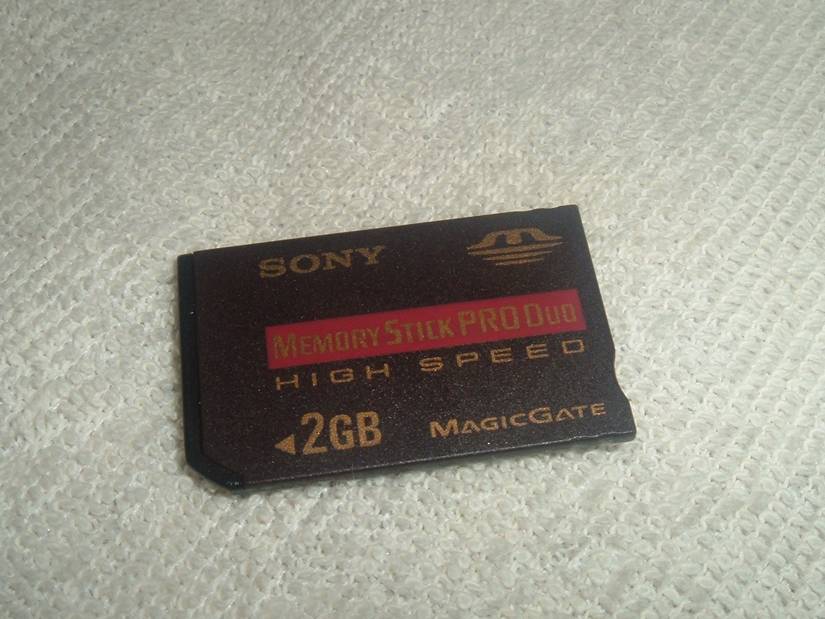 SONY
MEMORY STICK PRO DUO
HIGH SPEED
2GB MAGICGATE